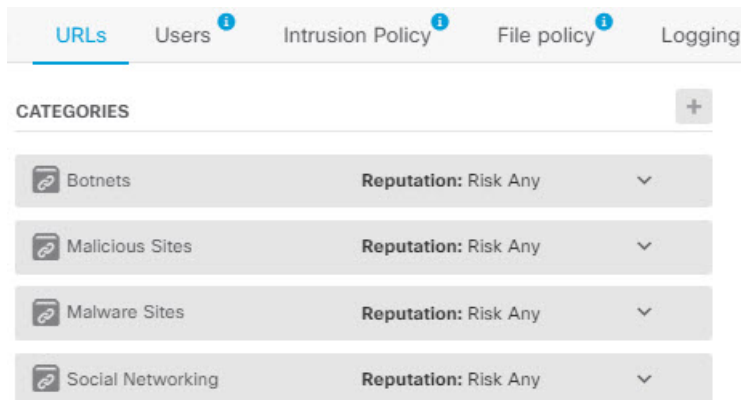 URLs Users i Intrusion Policy i File policy i Logging
CATEGORIES +
Botnets Reputation: Risk Any
Malicious Sites Reputation: Risk Any
Malware Sites Reputation: Risk Any
Social Networking Reputation: Risk Any